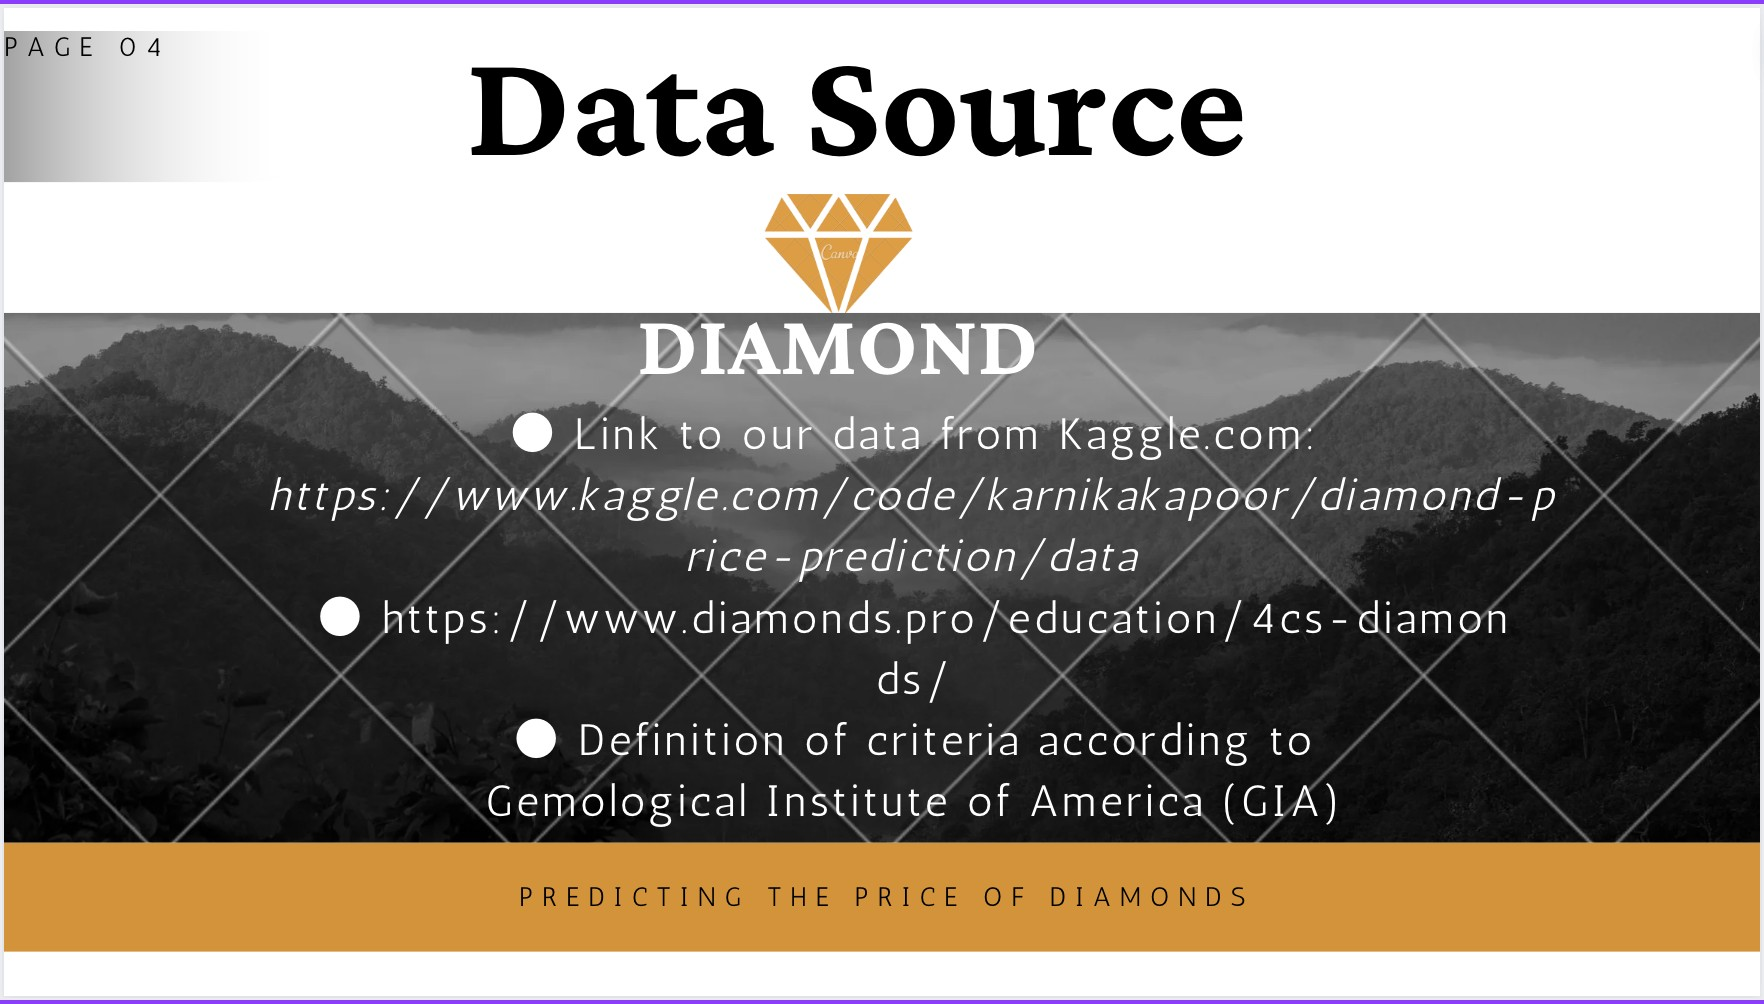 PAGE 04
Data Source
Canva
DIAMOND
● Link to our data from Kaggle.com:
https://www.kaggle.com/code/karnikakapoor/diamond-p
rice-prediction/data
● https://www.diamonds.pro/education/4cs-diamon
ds/
● Definition of criteria according to
Gemological Institute of America (GIA)
PREDICTING THE PRICE OF DIAMONDS